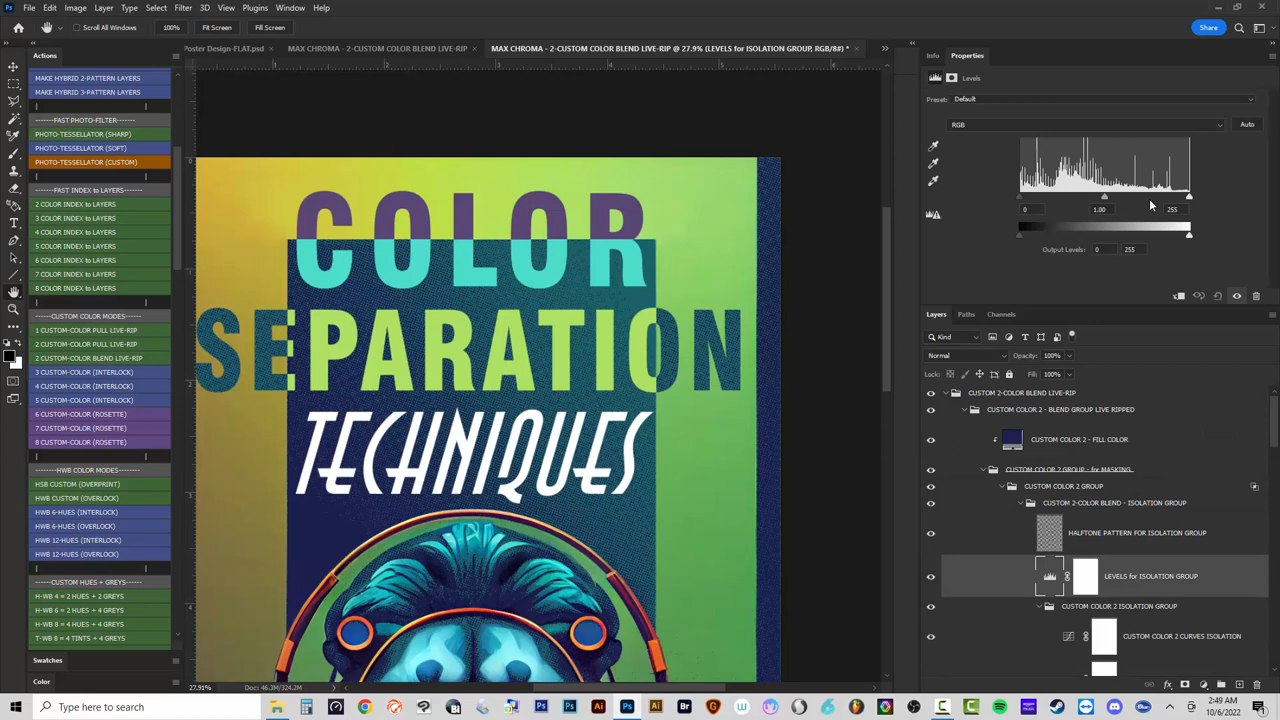 File Edit Image Layer Type Select Filter 3D View Plugins Window Help
Scroll All Windows 100% Fit Screen Fill Screen Share
Actions
Poster Design-FLAT.psd × MAX CHROMA - 2-CUSTOM COLOR BLEND LIVE-RIP × MAX CHROMA - 2-CUSTOM COLOR BLEND LIVE-RIP @ 27.9% (LEVELS for ISOLATION GROUP, RGB/8#) * ×
MAKE HYBRID 2-PATTERN LAYERS
MAKE HYBRID 3-PATTERN LAYERS
-------FAST PHOTO-FILTER------
PHOTO-TESSELLATOR (SHARP)
PHOTO-TESSELLATOR (SOFT)
PHOTO-TESSELLATOR (CUSTOM)
-------FAST INDEX to LAYERS
2 COLOR INDEX to LAYERS
3 COLOR INDEX to LAYERS
4 COLOR INDEX to LAYERS
5 COLOR INDEX to LAYERS
6 COLOR INDEX to LAYERS
7 COLOR INDEX to LAYERS
8 COLOR INDEX to LAYERS
------CUSTOM COLOR MODES------
1 CUSTOM-COLOR PULL LIVE-RIP
2 CUSTOM-COLOR PULL LIVE-RIP
2 CUSTOM-COLOR BLEND LIVE-RIP
3 CUSTOM-COLOR (INTERLOCK)
4 CUSTOM-COLOR (INTERLOCK)
5 CUSTOM-COLOR (INTERLOCK)
6 CUSTOM-COLOR (ROSETTE)
7 CUSTOM-COLOR (ROSETTE)
8 CUSTOM-COLOR (ROSETTE)
-------HWB COLOR MODES------
HSB CUSTOM (OVERPRINT)
HWB CUSTOM (OVERLOCK)
HWB 6-HUES (INTERLOCK)
HWB 6-HUES (OVERLOCK)
HWB 12-HUES (INTERLOCK)
HWB 12-HUES (OVERLOCK)
------CUSTOM HUES + GREYS------
H-WB 4 = 2 HUES + 2 GREYS
H-WB 6 = 2 HUES + 4 GREYS
H-WB 8 = 4 HUES + 4 GREYS
T-WB 8 = 4 TINTS + 4 GREYS
Swatches
Color
COLOR
SEPARATION
TECHNIQUES
27.91% Doc: 46.3M/324.2M
Info Properties
Levels
Preset: Default
RGB Auto
0 1.00 255
Output Levels: 0 255
Layers Paths Channels
Kind
Normal Opacity: 100%
Lock: Fill: 100%
CUSTOM 2-COLOR BLEND LIVE-RIP
CUSTOM COLOR 2 - BLEND GROUP LIVE RIPPED
CUSTOM COLOR 2 - FILL COLOR
CUSTOM COLOR 2 GROUP - for MASKING
CUSTOM COLOR 2 GROUP
CUSTOM 2-COLOR BLEND - ISOLATION GROUP
HALFTONE PATTERN FOR ISOLATION GROUP
LEVELS for ISOLATION GROUP
CUSTOM COLOR 2 ISOLATION GROUP
CUSTOM COLOR 2 CURVES ISOLATION
Type here to search
2:49 AM
10/6/2022